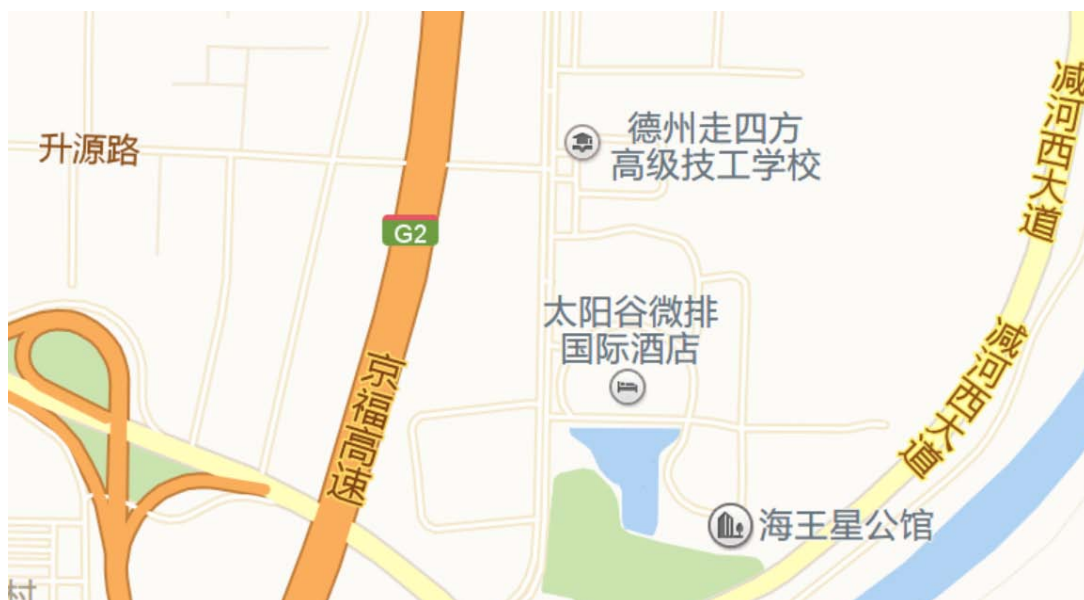 升源路
德州走四方
高级技工学校
减河西大道
G2
太阳谷微排
国际酒店
京福高速
减河西大道
海王星公馆
村